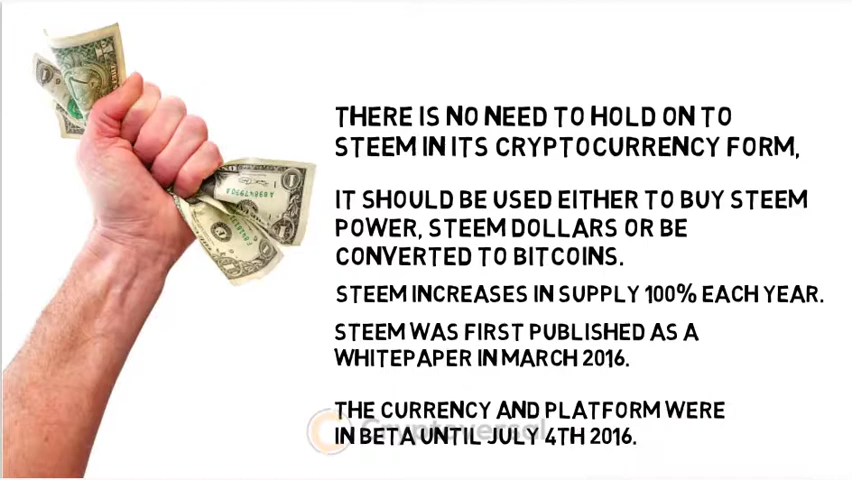 THERE IS NO NEED TO HOLD ON TO
STEEM IN ITS CRYPTOCURRENCY FORM,
IT SHOULD BE USED EITHER TO BUY STEEM
POWER, STEEM DOLLARS OR BE
CONVERTED TO BITCOINS.
STEEM INCREASES IN SUPPLY 100% EACH YEAR.
STEEM WAS FIRST PUBLISHED AS A
WHITEPAPER IN MARCH 2016.
THE CURRENCY AND PLATFORM WERE
Cryptoversal
IN BETA UNTIL JULY 4TH 2016.